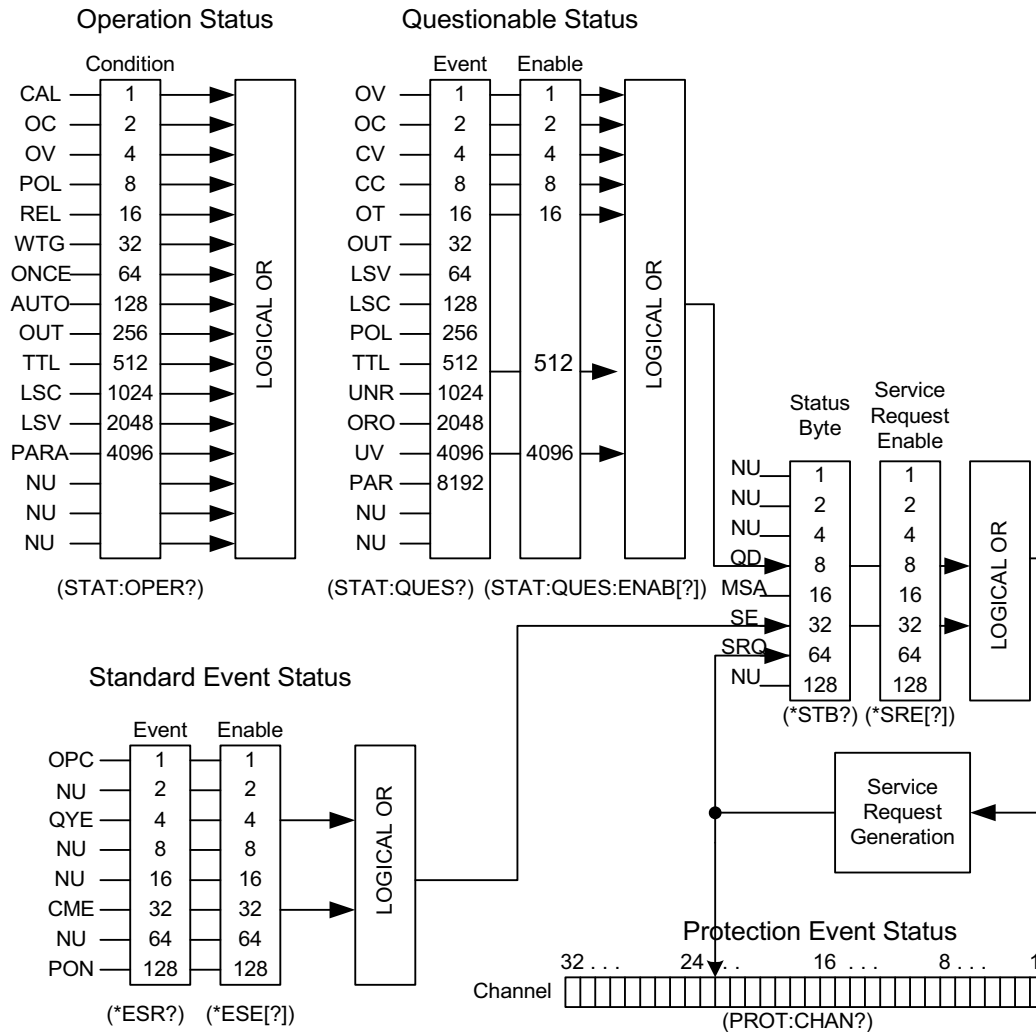 Operation Status
Condition
CAL 1
OC 2
OV 4
POL 8
REL 16
WTG 32
ONCE 64
AUTO 128
OUT 256
TTL 512
LSC 1024
LSV 2048
PARA 4096
NU
NU
NU
LOGICAL OR
(STAT:OPER?)
Questionable Status
Event Enable
OV 1 1
OC 2 2
CV 4 4
CC 8 8
OT 16 16
OUT 32
LSV 64
LSC 128
POL 256
TTL 512 512
UNR 1024
ORO 2048
UV 4096 4096
PAR 8192
NU
NU
LOGICAL OR
(STAT:QUES?) (STAT:QUES:ENAB[?])
Status
Byte
Service
Request
Enable
NU 1 1
NU 2 2
NU 4 4
QD 8 8
MSA 16 16
SE 32 32
SRQ 64 64
NU 128 128
LOGICAL OR
(*STB?) (*SRE[?])
Standard Event Status
Event Enable
OPC 1 1
NU 2 2
QYE 4 4
NU 8 8
NU 16 16
CME 32 32
NU 64 64
PON 128 128
LOGICAL OR
(*ESR?) (*ESE[?])
Service
Request
Generation
Protection Event Status
32 . . . 24 . . 16 . . . 8 . . . 1
Channel
(PROT:CHAN?)